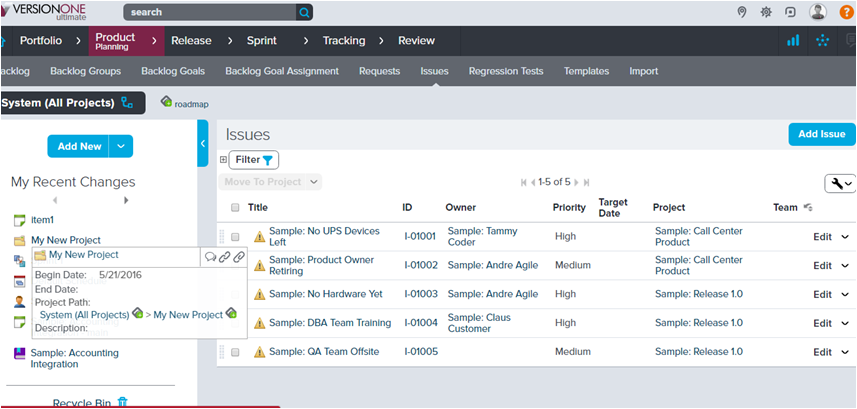 VERSIONONE
ultimate
search
Portfolio
Product
Planning
Release
Sprint
Tracking
Review
acklog
Backlog Groups
Backlog Goals
Backlog Goal Assignment
Requests
Issues
Regression Tests
Templates
Import
System (All Projects)
roadmap
Add New
My Recent Changes
item1
My New Project
My New Project
Begin Date: 5/21/2016
End Date:
Project Path:
System (All Projects) > My New Project
Description:
Sample: Accounting
Integration
Recycle Bin
Issues
Add Issue
Filter
Move To Project
1-5 of 5
Title ID Owner Priority Target Date Project Team
Sample: No UPS Devices Left I-01001 Sample: Tammy Coder High Sample: Call Center Product Edit
Sample: Product Owner Retiring I-01002 Sample: Andre Agile Medium Sample: Call Center Product Edit
Sample: No Hardware Yet I-01003 Sample: Andre Agile High Sample: Release 1.0 Edit
Sample: DBA Team Training I-01004 Sample: Claus Customer High Sample: Release 1.0 Edit
Sample: QA Team Offsite I-01005 Medium Sample: Release 1.0 Edit